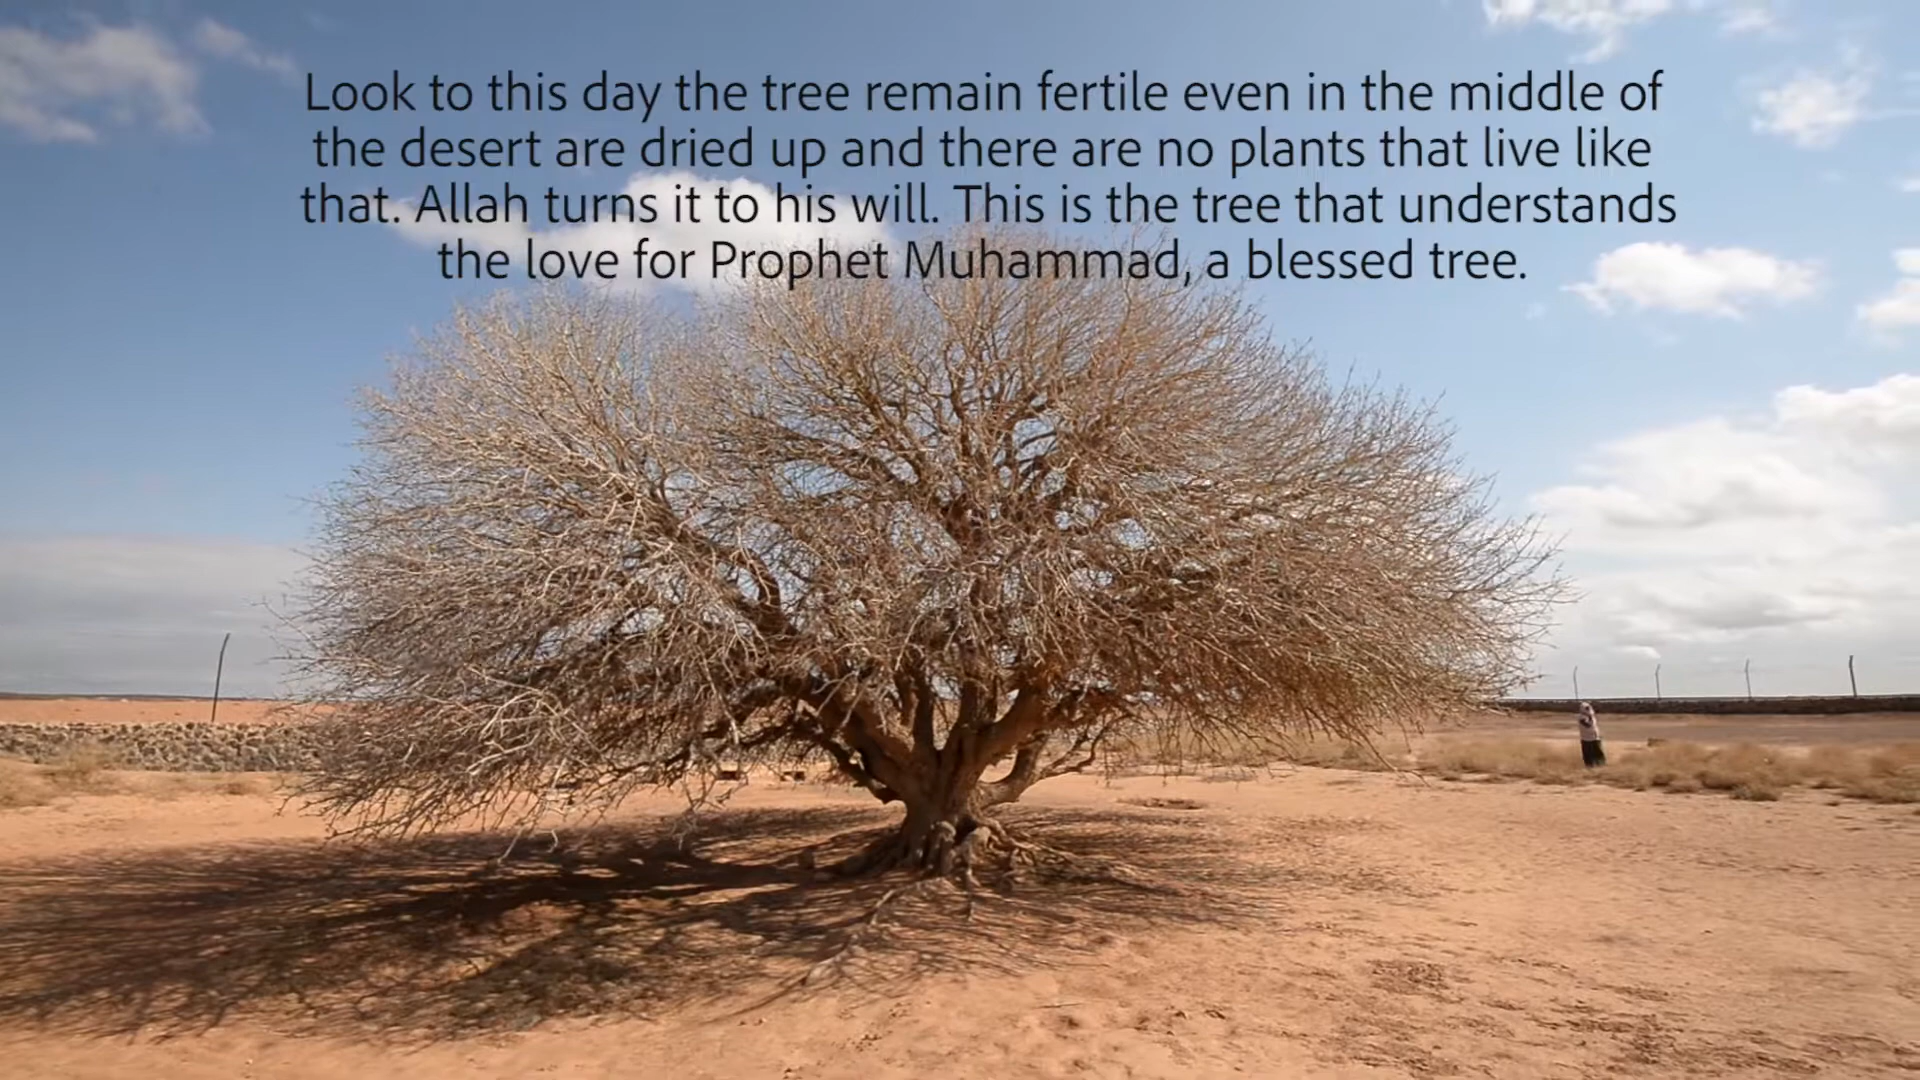 Look to this day the tree remain fertile even in the middle of
the desert are dried up and there are no plants that live like
that. Allah turns it to his will. This is the tree that understands
the love for Prophet Muhammad, a blessed tree.